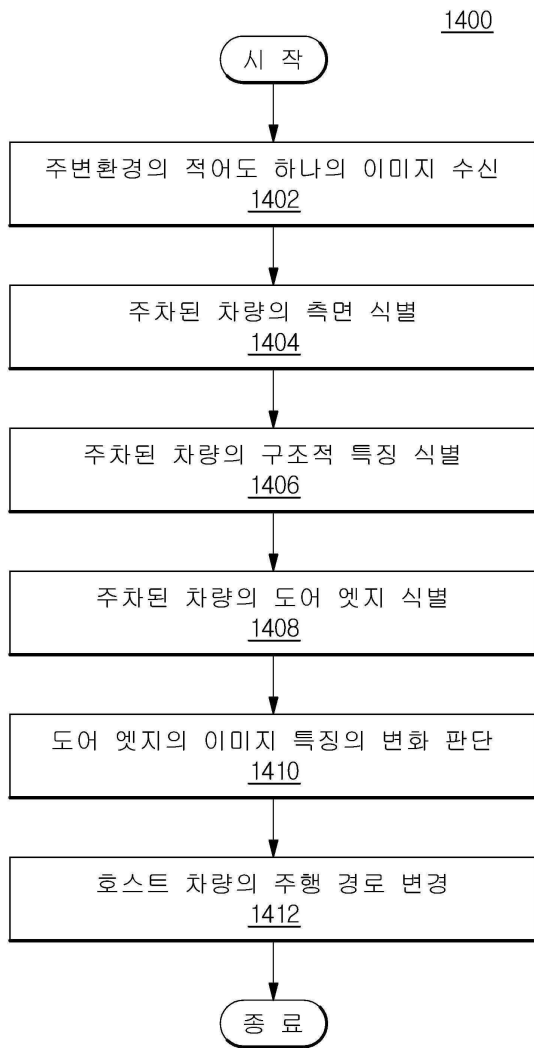 1400
시 작
주변환경의 적어도 하나의 이미지 수신
1402
주차된 차량의 측면 식별
1404
주차된 차량의 구조적 특징 식별
1406
주차된 차량의 도어 엣지 식별
1408
도어 엣지의 이미지 특징의 변화 판단
1410
호스트 차량의 주행 경로 변경
1412
종 료